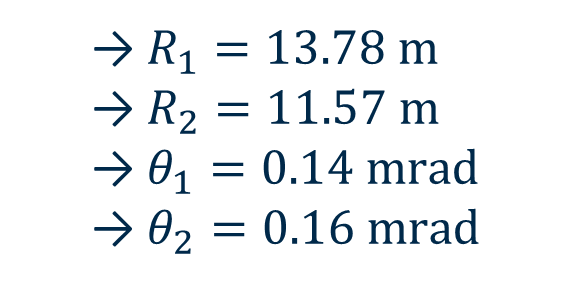 → R₁ = 13.78 m
→ R₂ = 11.57 m
→ θ₁ = 0.14 mrad
→ θ₂ = 0.16 mrad